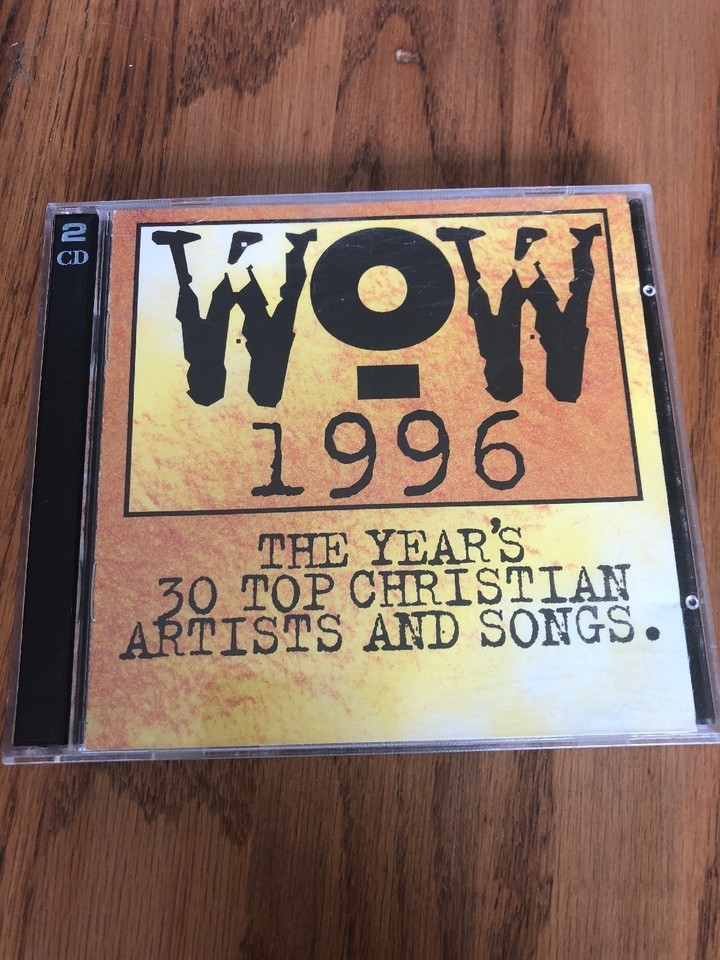 2
CD
WOW
1996
THE YEAR'S
30 TOP CHRISTIAN
ARTISTS AND SONGS.